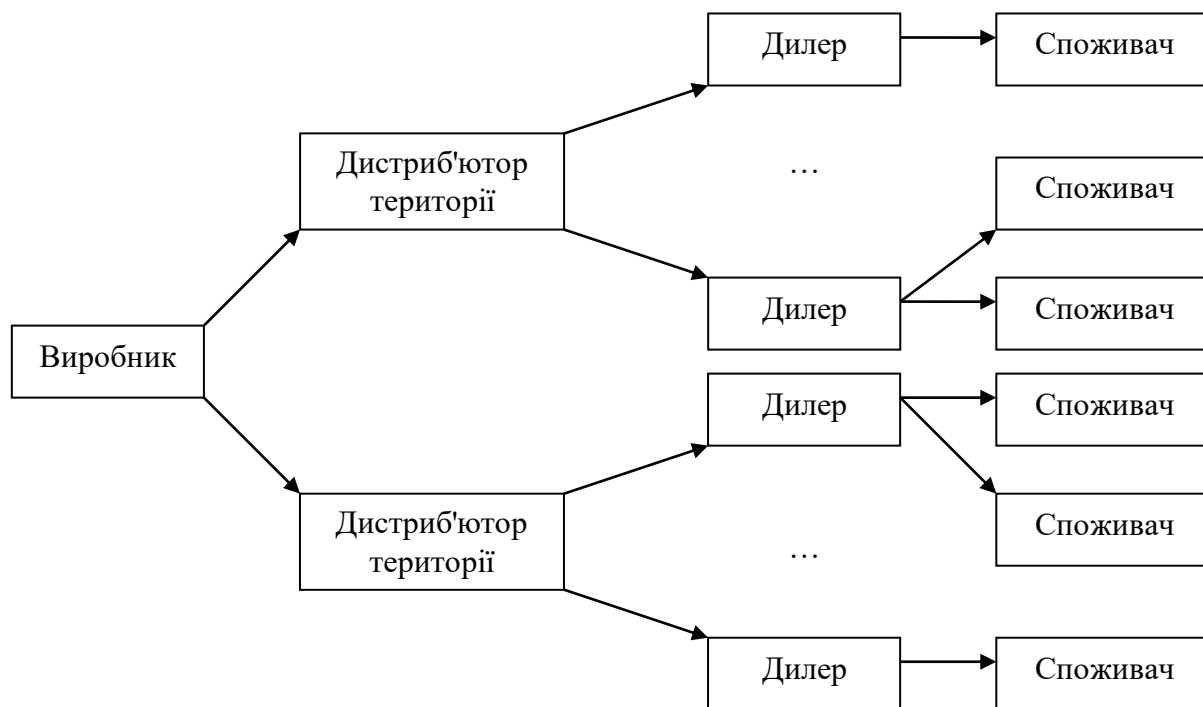 Дилер
Споживач
Дистриб'ютор
території
…
Споживач
Дилер
Споживач
Виробник
Дилер
Споживач
Дистриб'ютор
території
…
Споживач
Дилер
Споживач